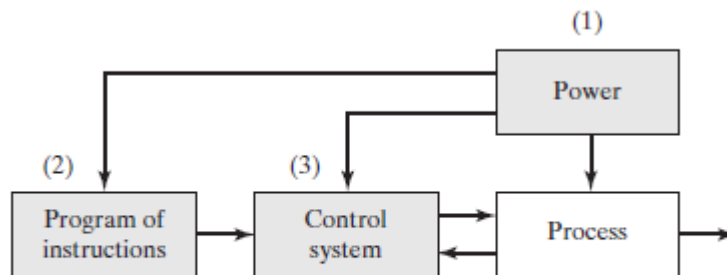 (1)
Power
(2)
(3)
Program of
instructions
Control
system
Process